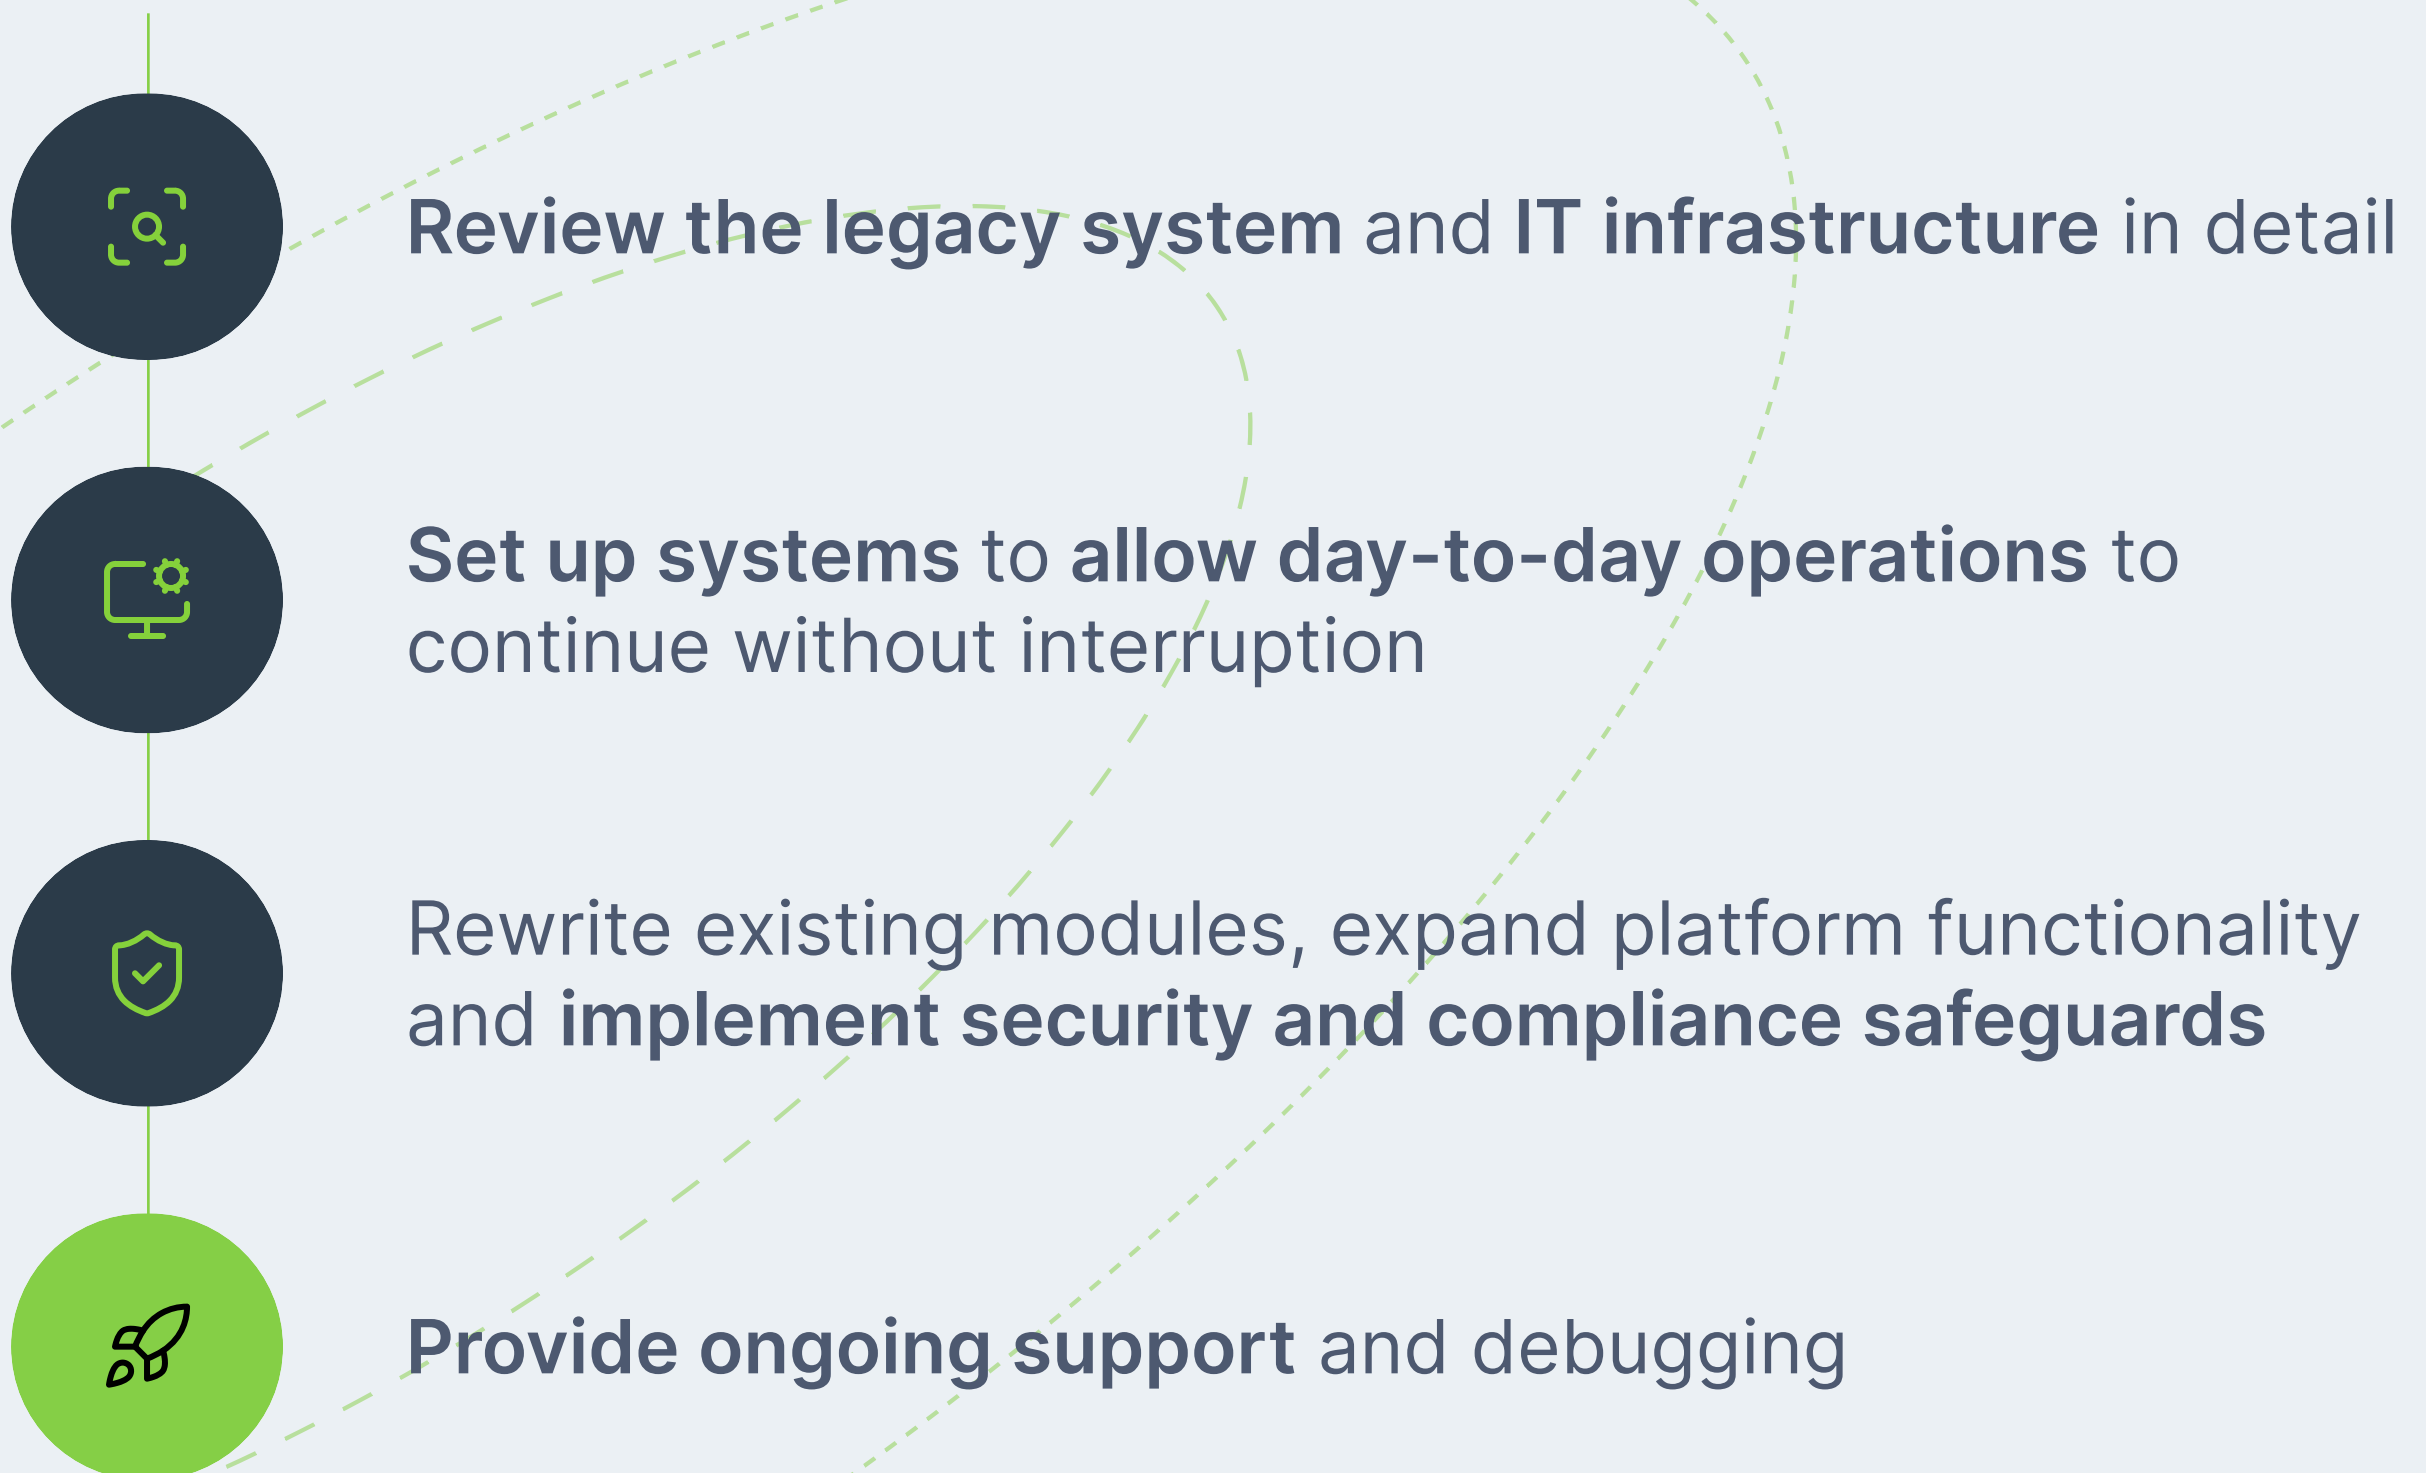 Review the legacy system and IT infrastructure in detail
Set up systems to allow day-to-day operations to
continue without interruption
Rewrite existing modules, expand platform functionality
and implement security and compliance safeguards
Provide ongoing support and debugging